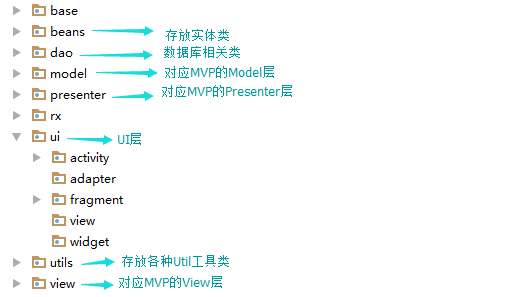 base
beans 存放实体类
dao 数据库相关类
model 对应MVP的Model层
presenter 对应MVP的Presenter层
rx
ui UI层
activity
adapter
fragment
view
widget
utils 存放各种Util工具类
view 对应MVP的View层